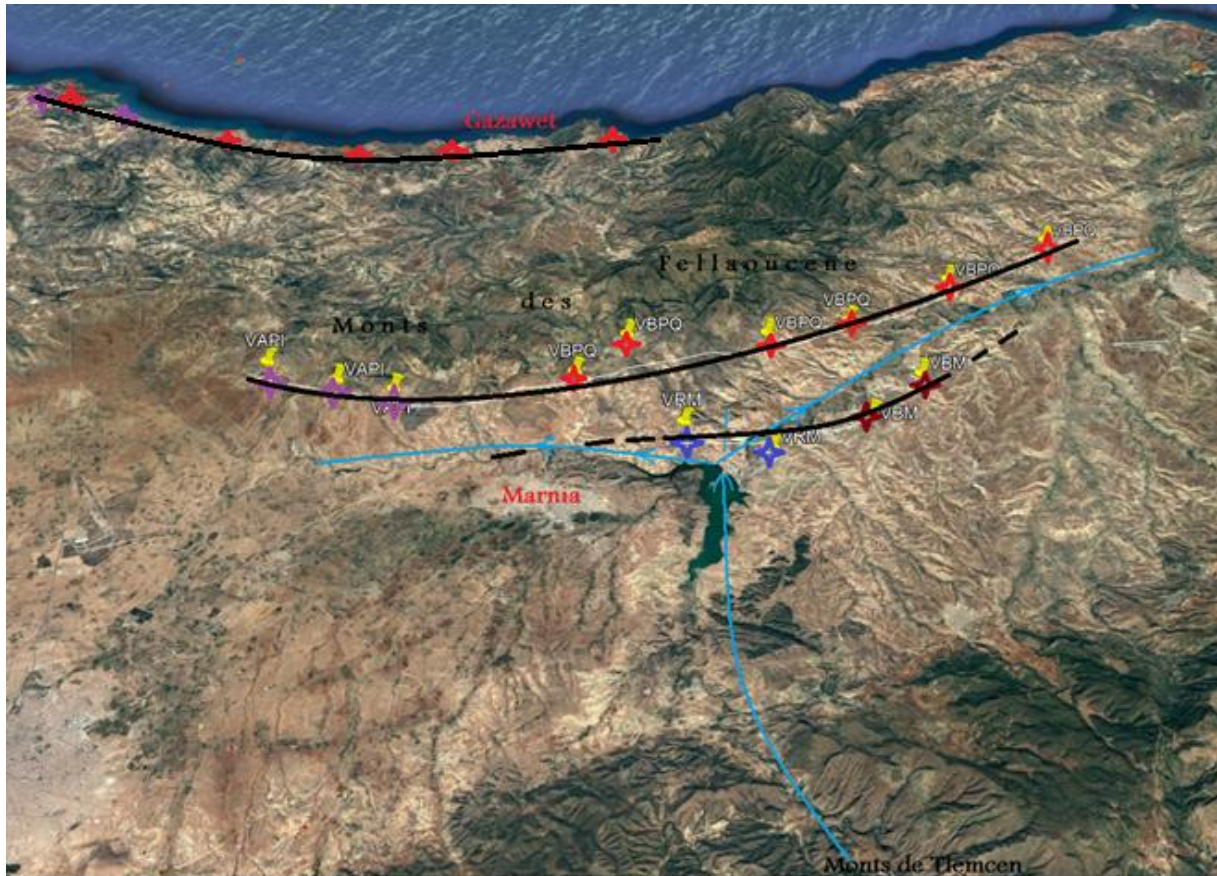 Gazawet
VBPQ
VBPQ
Fellaoucene
des
VBPQ
Monts
VBPQ
VBPQ
VAPI
VBPQ
VAPI
VBM
VBM
VRM
VRM
Marnia
Monts de Tlemcen